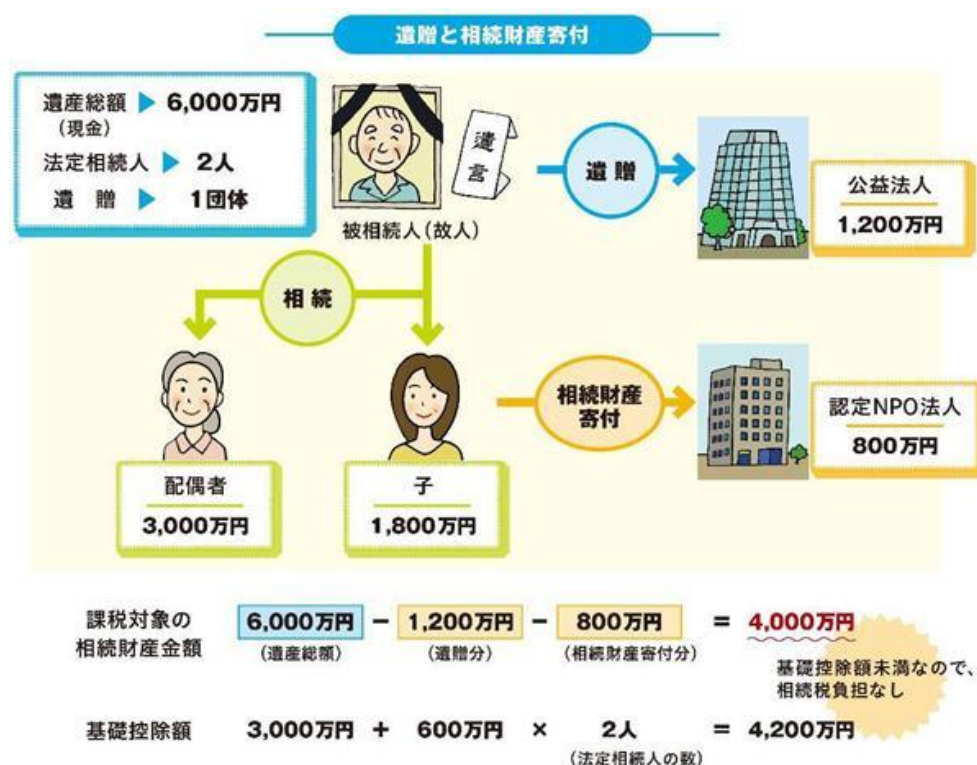 遺贈と相続財産寄付
遺産総額 ▶ 6,000万円
(現金)
法定相続人 ▶ 2人
遺 贈 ▶ 1団体
遺言
被相続人(故人)
遺贈
公益法人
1,200万円
相続
配偶者
3,000万円
子
1,800万円
相続財産
寄付
認定NPO法人
800万円
課税対象の
相続財産金額
6,000万円 − 1,200万円 − 800万円 = 4,000万円
(遺産総額) (遺贈分) (相続財産寄付分)
基礎控除額未満なので、
相続税負担なし
基礎控除額 3,000万円 + 600万円 × 2人 = 4,200万円
(法定相続人の数)